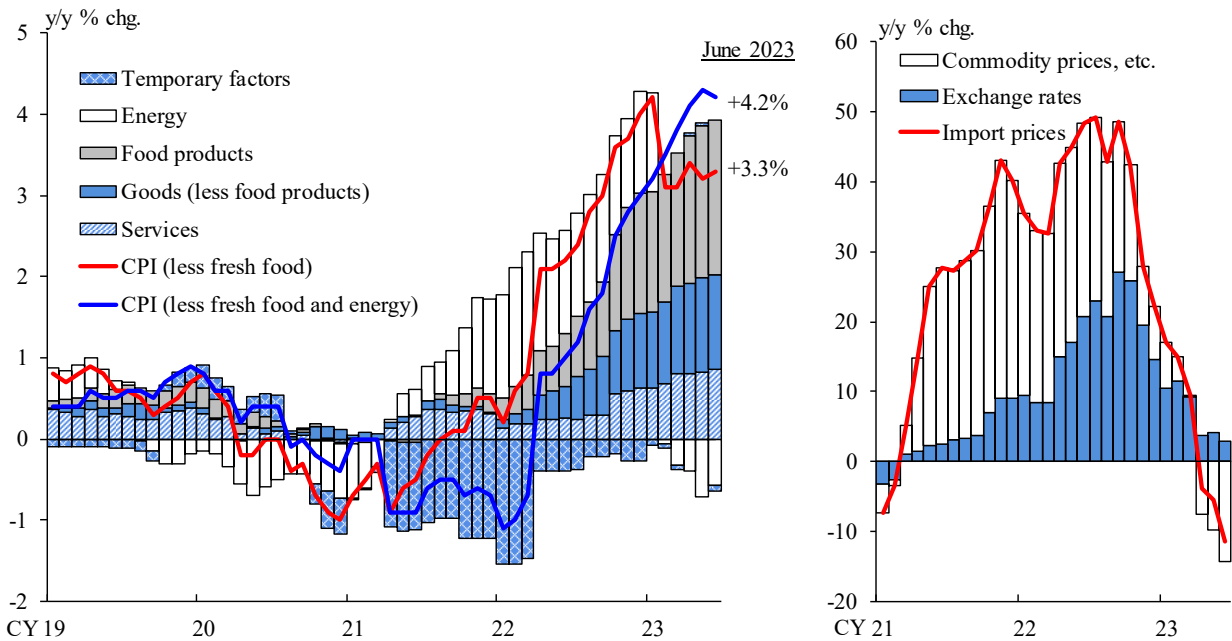 y/y % chg.
5
4
3
2
1
0
-1
-2
June 2023
+4.2%
+3.3%
Temporary factors
Energy
Food products
Goods (less food products)
Services
CPI (less fresh food)
CPI (less fresh food and energy)
CY 19 20 21 22 23
y/y % chg.
60
50
40
30
20
10
0
-10
-20
Commodity prices, etc.
Exchange rates
Import prices
CY 21 22 23